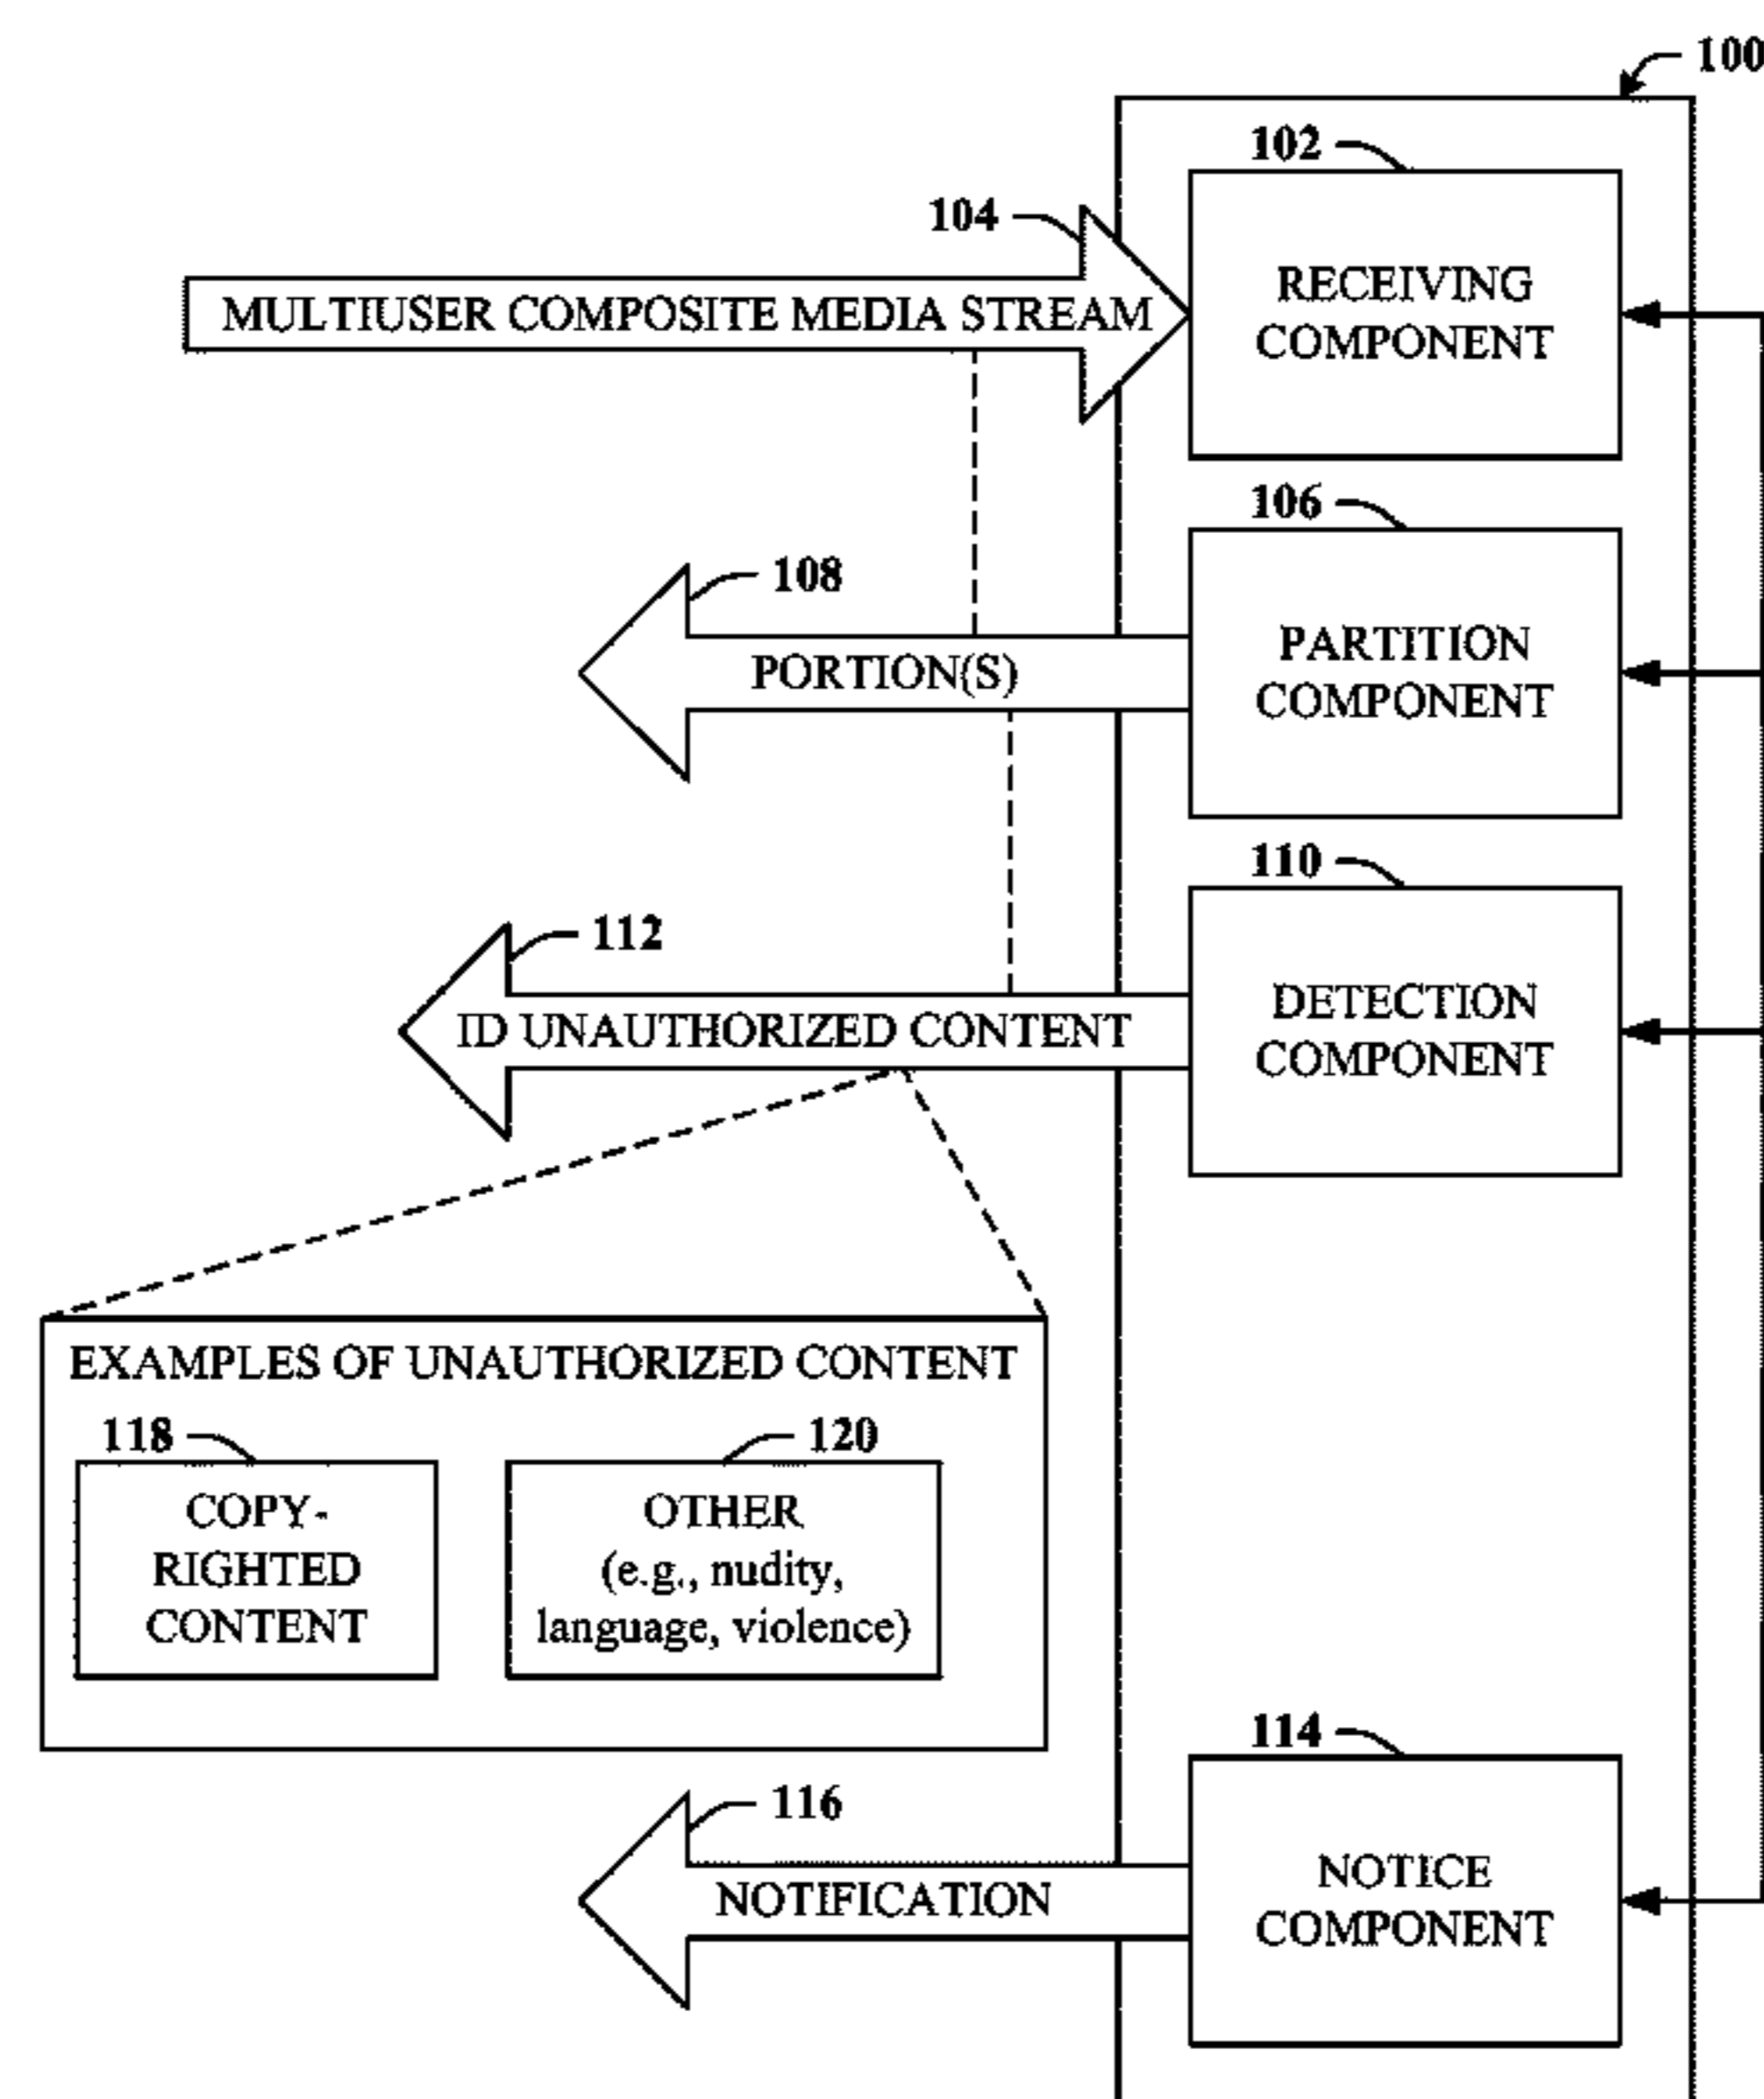 100
102
104
RECEIVING
COMPONENT
MULTIUSER COMPOSITE MEDIA STREAM
106
108
PARTITION
COMPONENT
PORTION(S)
110
112
DETECTION
COMPONENT
ID UNAUTHORIZED CONTENT
EXAMPLES OF UNAUTHORIZED CONTENT
118
COPY-
RIGHTED
CONTENT
120
OTHER
(e.g., nudity,
language, violence)
114
116
NOTICE
COMPONENT
NOTIFICATION